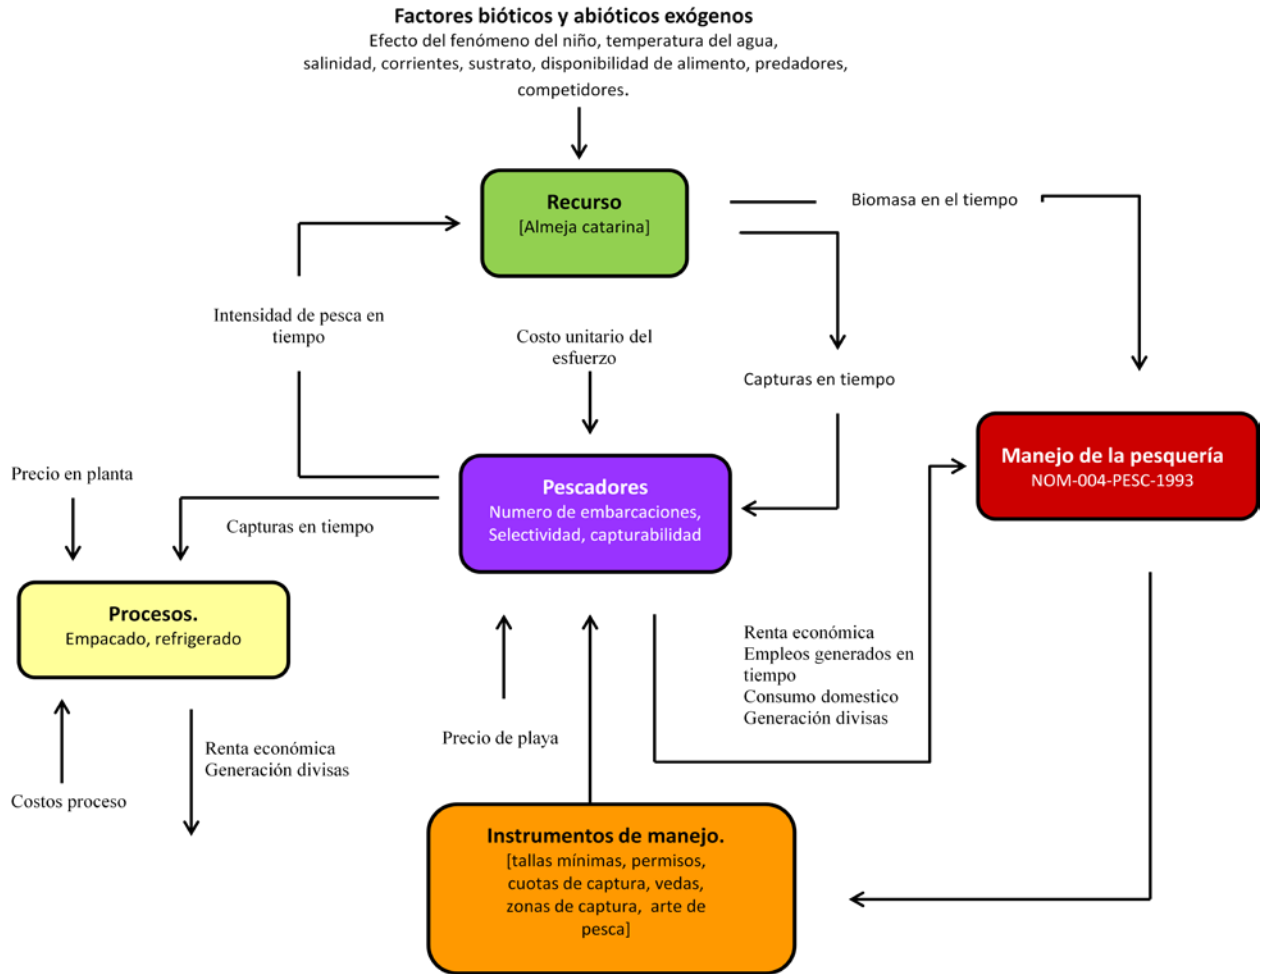 Factores bióticos y abióticos exógenos
Efecto del fenómeno del niño, temperatura del agua,
salinidad, corrientes, sustrato, disponibilidad de alimento, predadores,
competidores.
Recurso
[Almeja catarina]
Biomasa en el tiempo
Intensidad de pesca en
tiempo
Costo unitario del
esfuerzo
Capturas en tiempo
Manejo de la pesquería
NOM-004-PESC-1993
Precio en planta
Pescadores
Numero de embarcaciones,
Selectividad, capturabilidad
Capturas en tiempo
Procesos.
Empacado, refrigerado
Renta económica
Empleos generados en
tiempo
Consumo domestico
Generación divisas
Precio de playa
Renta económica
Generación divisas
Costos proceso
Instrumentos de manejo.
[tallas mínimas, permisos,
cuotas de captura, vedas,
zonas de captura, arte de
pesca]